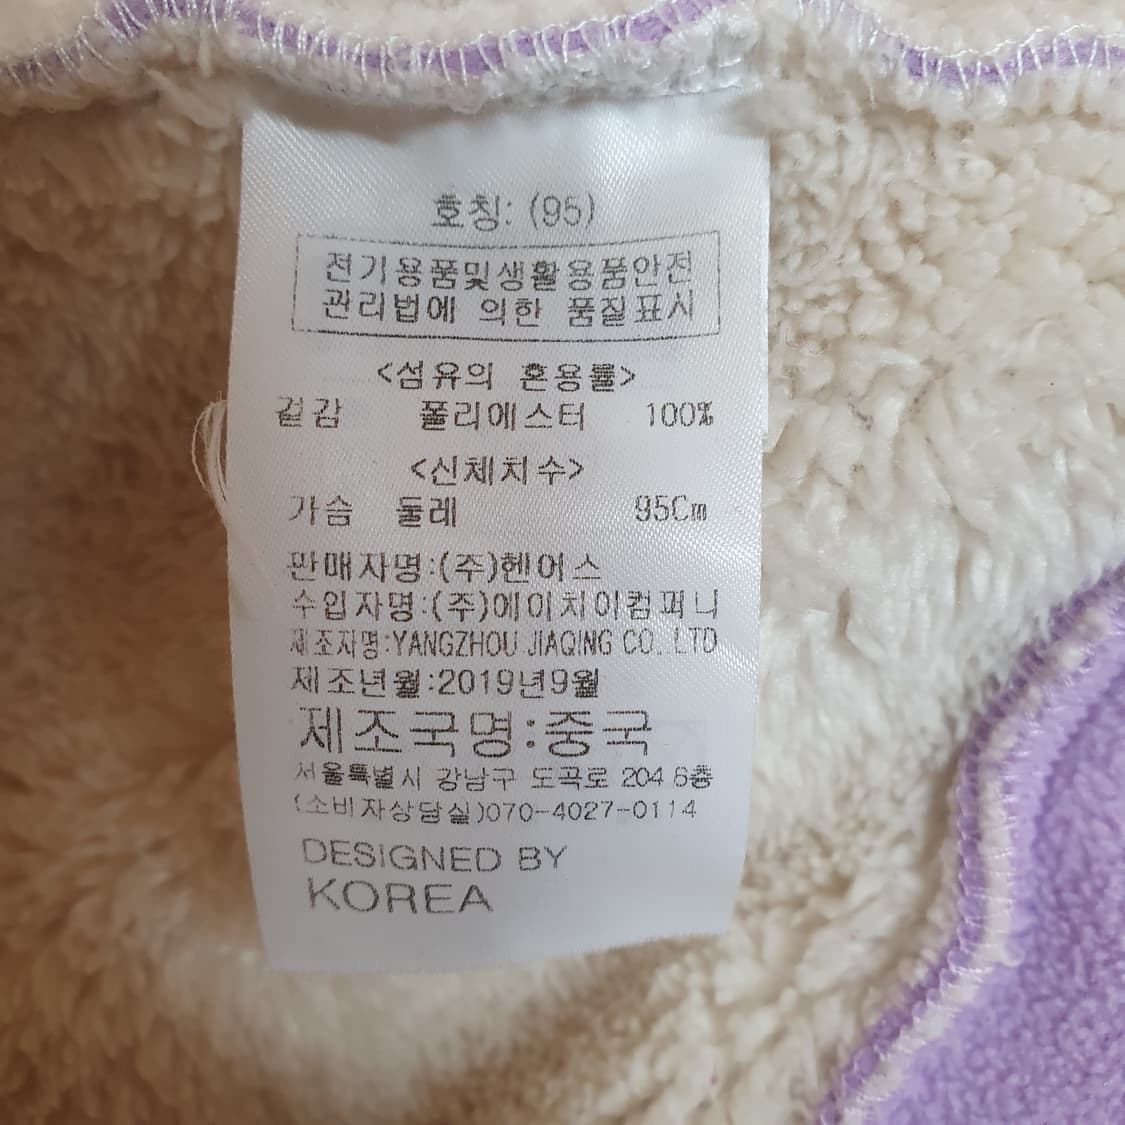 호칭: (95)
전기용품및생활용품안전
관리법에 의한 품질표시
<섬유의 혼용률>
겉감 폴리에스터 100%
<신체치수>
가슴 둘레 95Cm
판매자명:(주)헨어스
수입자명:(주)에이치이컴퍼니
제조자명:YANGZHOU JIAQING CO. LTD
제조년월:2019년9월
제조국명:중국
서울특별시 강남구 도곡로 204 6층
(소비자상담실)070-4027-0114
DESIGNED BY
KOREA